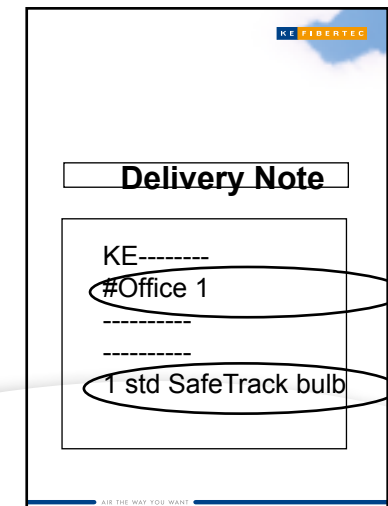 KE FIBERTEC
Delivery Note
KE--------
#Office 1
----------
----------
1 std SafeTrack bulb
AIR THE WAY YOU WANT